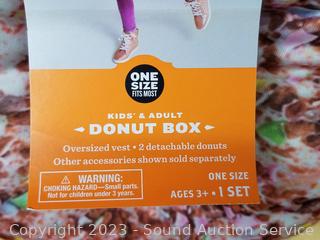 ONE
SIZE
FITS MOST
KIDS' & ADULT
DONUT BOX
Oversized vest • 2 detachable donuts
Other accessories shown sold separately
ONE SIZE
AGES 3+ • 1 SET
⚠ WARNING:
CHOKING HAZARD—Small parts.
Not for children under 3 years.
Copyright 2023 - Sound Auction Service